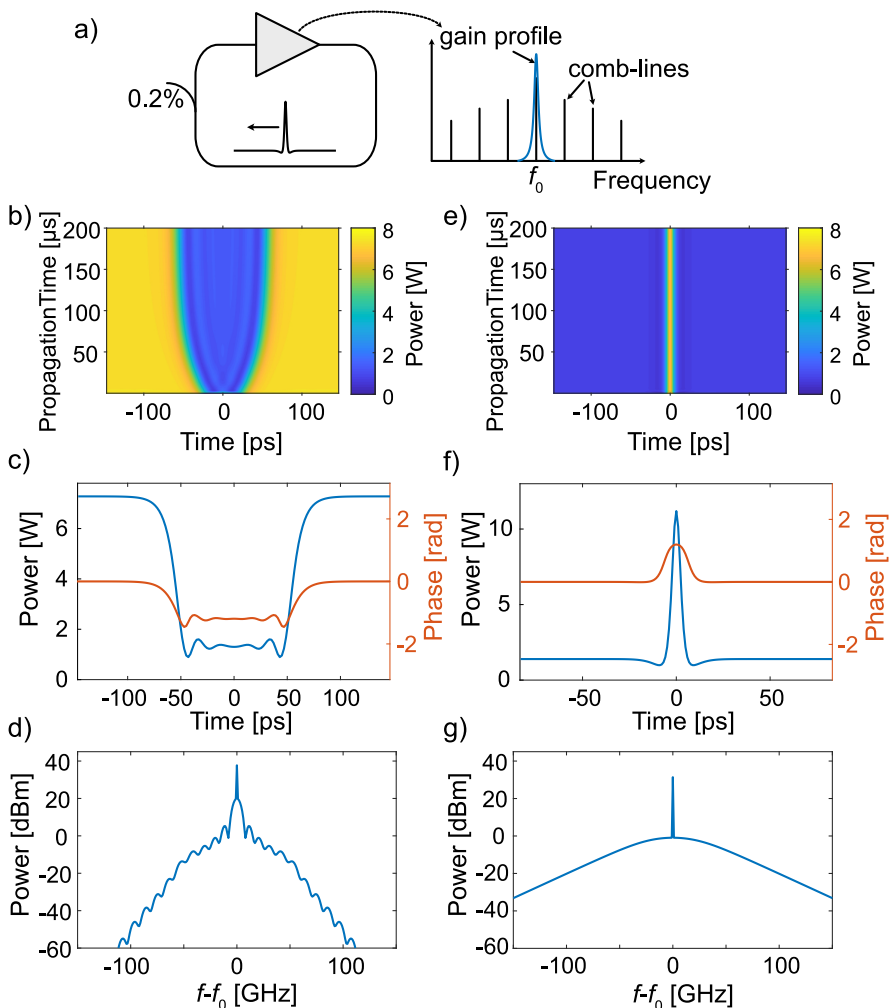 a)
gain profile
comb-lines
0.2%
f0
Frequency
b)
200
150
100
50
-100 0 100
Time [ps]
Propagation Time [µs]
8
6
4
2
0
Power [W]
e)
200
150
100
50
-100 0 100
Time [ps]
Propagation Time [µs]
8
6
4
2
0
Power [W]
c)
6
4
2
0
Power [W]
2
0
-2
Phase [rad]
-100 -50 0 50 100
Time [ps]
f)
10
5
0
Power [W]
2
0
-2
Phase [rad]
-50 0 50
Time [ps]
d)
40
20
0
-20
-40
-60
Power [dBm]
-100 0 100
f-f0 [GHz]
g)
40
20
0
-20
-40
-60
Power [dBm]
-100 0 100
f-f0 [GHz]